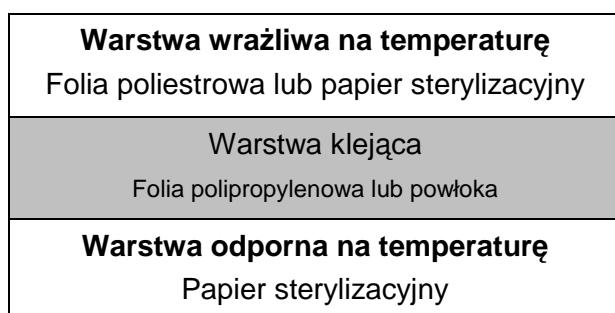 Warstwa wrażliwa na temperaturę
Folia poliestrowa lub papier sterylizacyjny
Warstwa klejąca
Folia polipropylenowa lub powłoka
Warstwa odporna na temperaturę
Papier sterylizacyjny